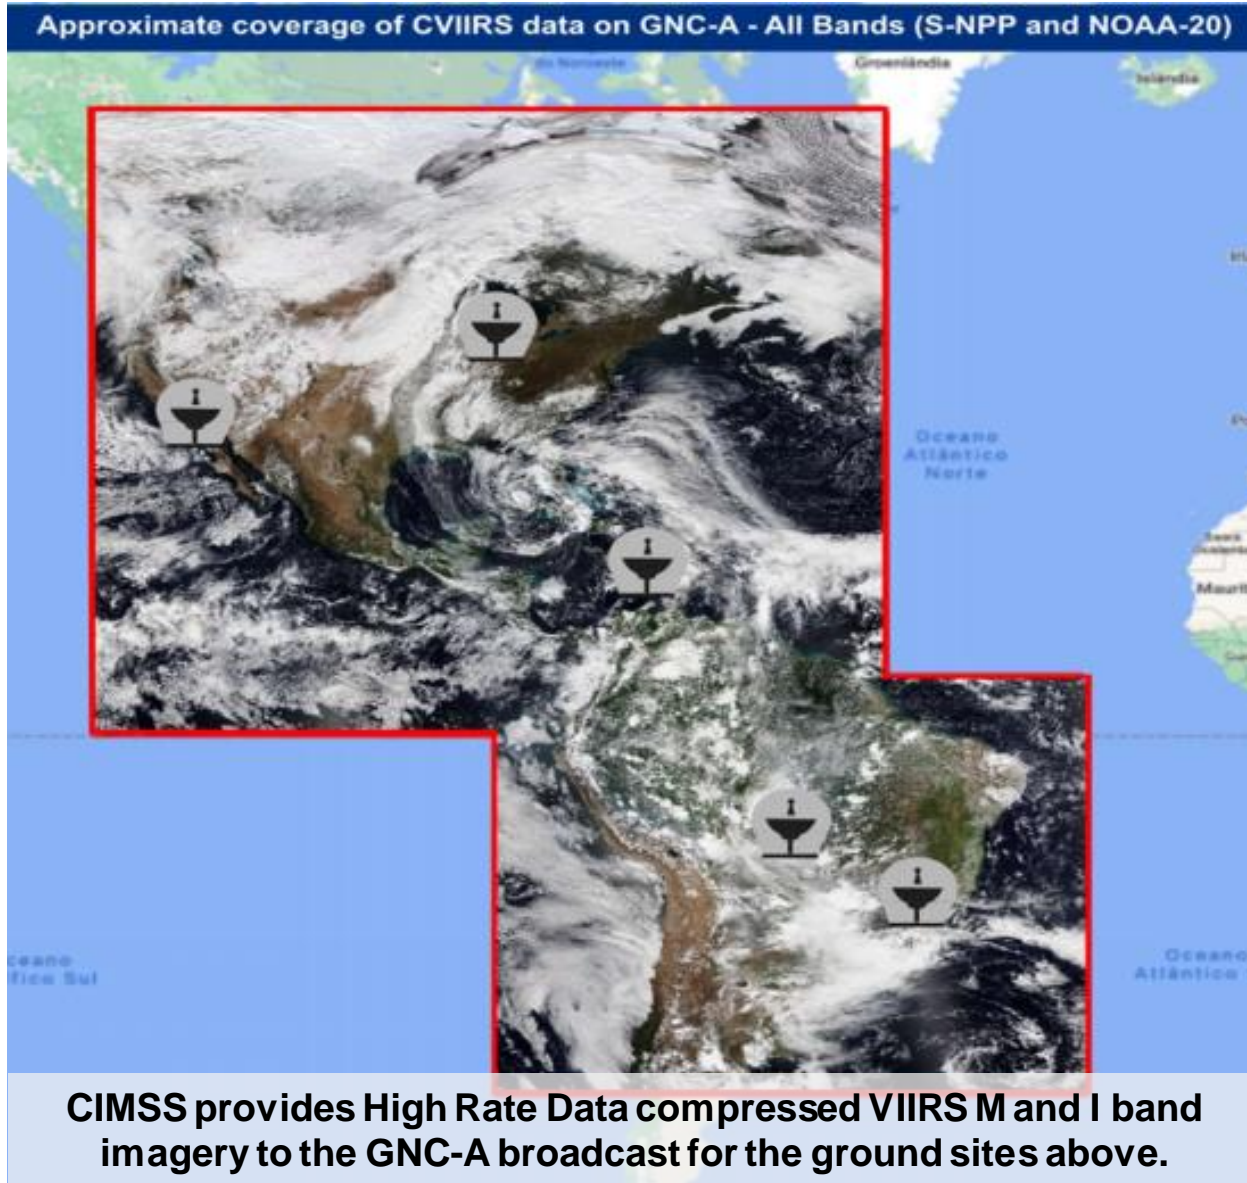 Approximate coverage of CVIIRS data on GNC-A - All Bands (S-NPP and NOAA-20)
do Noroeste
Groenlândia
Islândia
Oceano
Atlântico
Norte
Oceano
Atlântico
CIMSS provides High Rate Data compressed VIIRS M and I band
imagery to the GNC-A broadcast for the ground sites above.